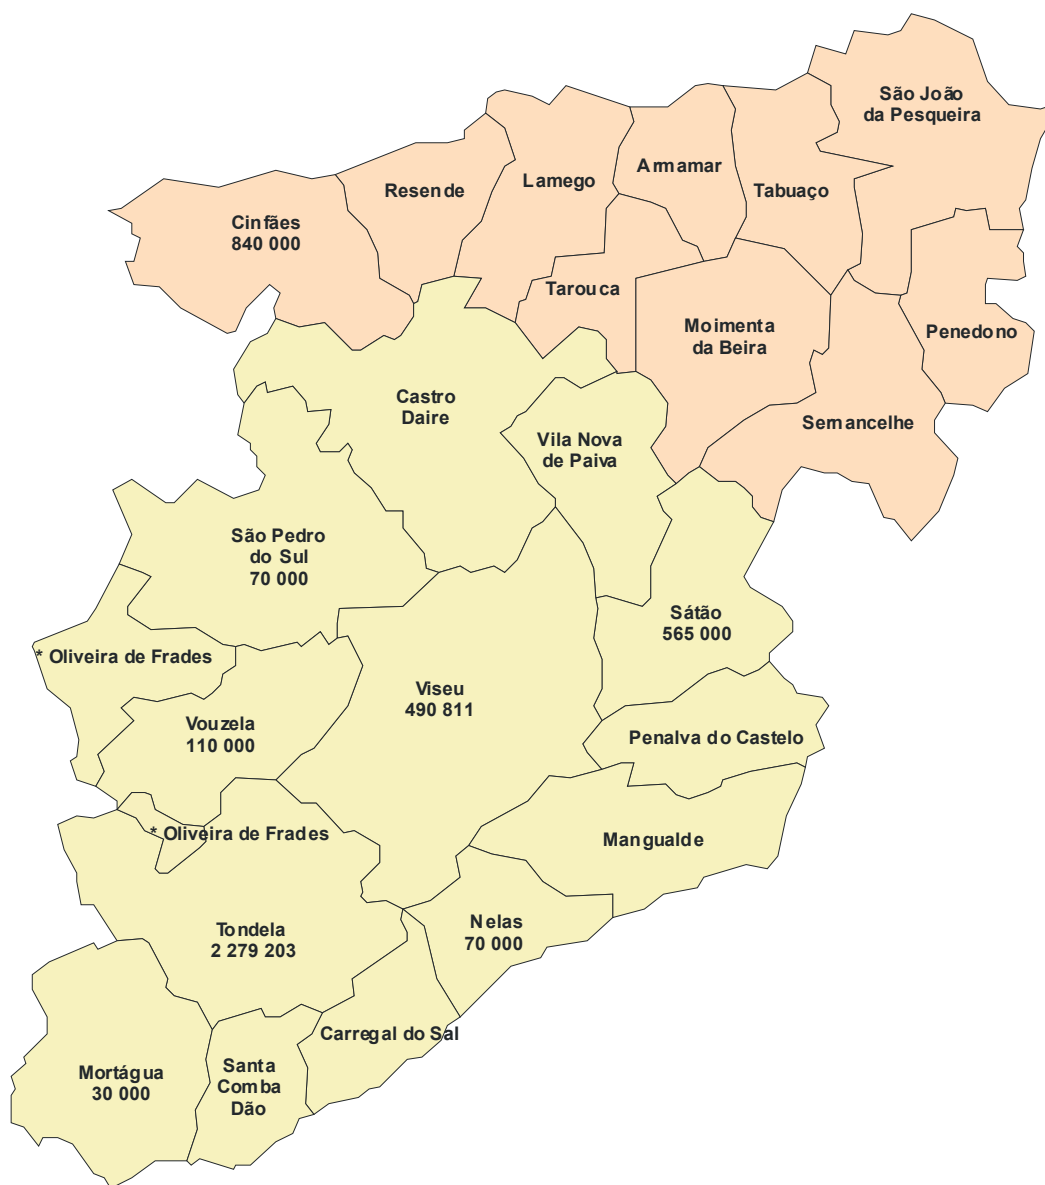 São João
da Pesqueira
Armamar
Lamego
Resende
Tabuaço
Cinfães
840 000
Tarouca
Moimenta
da Beira
Penedono
Castro
Daire
Sernancelhe
Vila Nova
de Paiva
São Pedro
do Sul
70 000
Sátão
565 000
* Oliveira de Frades
Viseu
490 811
Vouzela
110 000
Penalva do Castelo
* Oliveira de Frades
Mangualde
Tondela
2 279 203
Nelas
70 000
Carregal do Sal
Mortágua
30 000
Santa
Comba
Dão